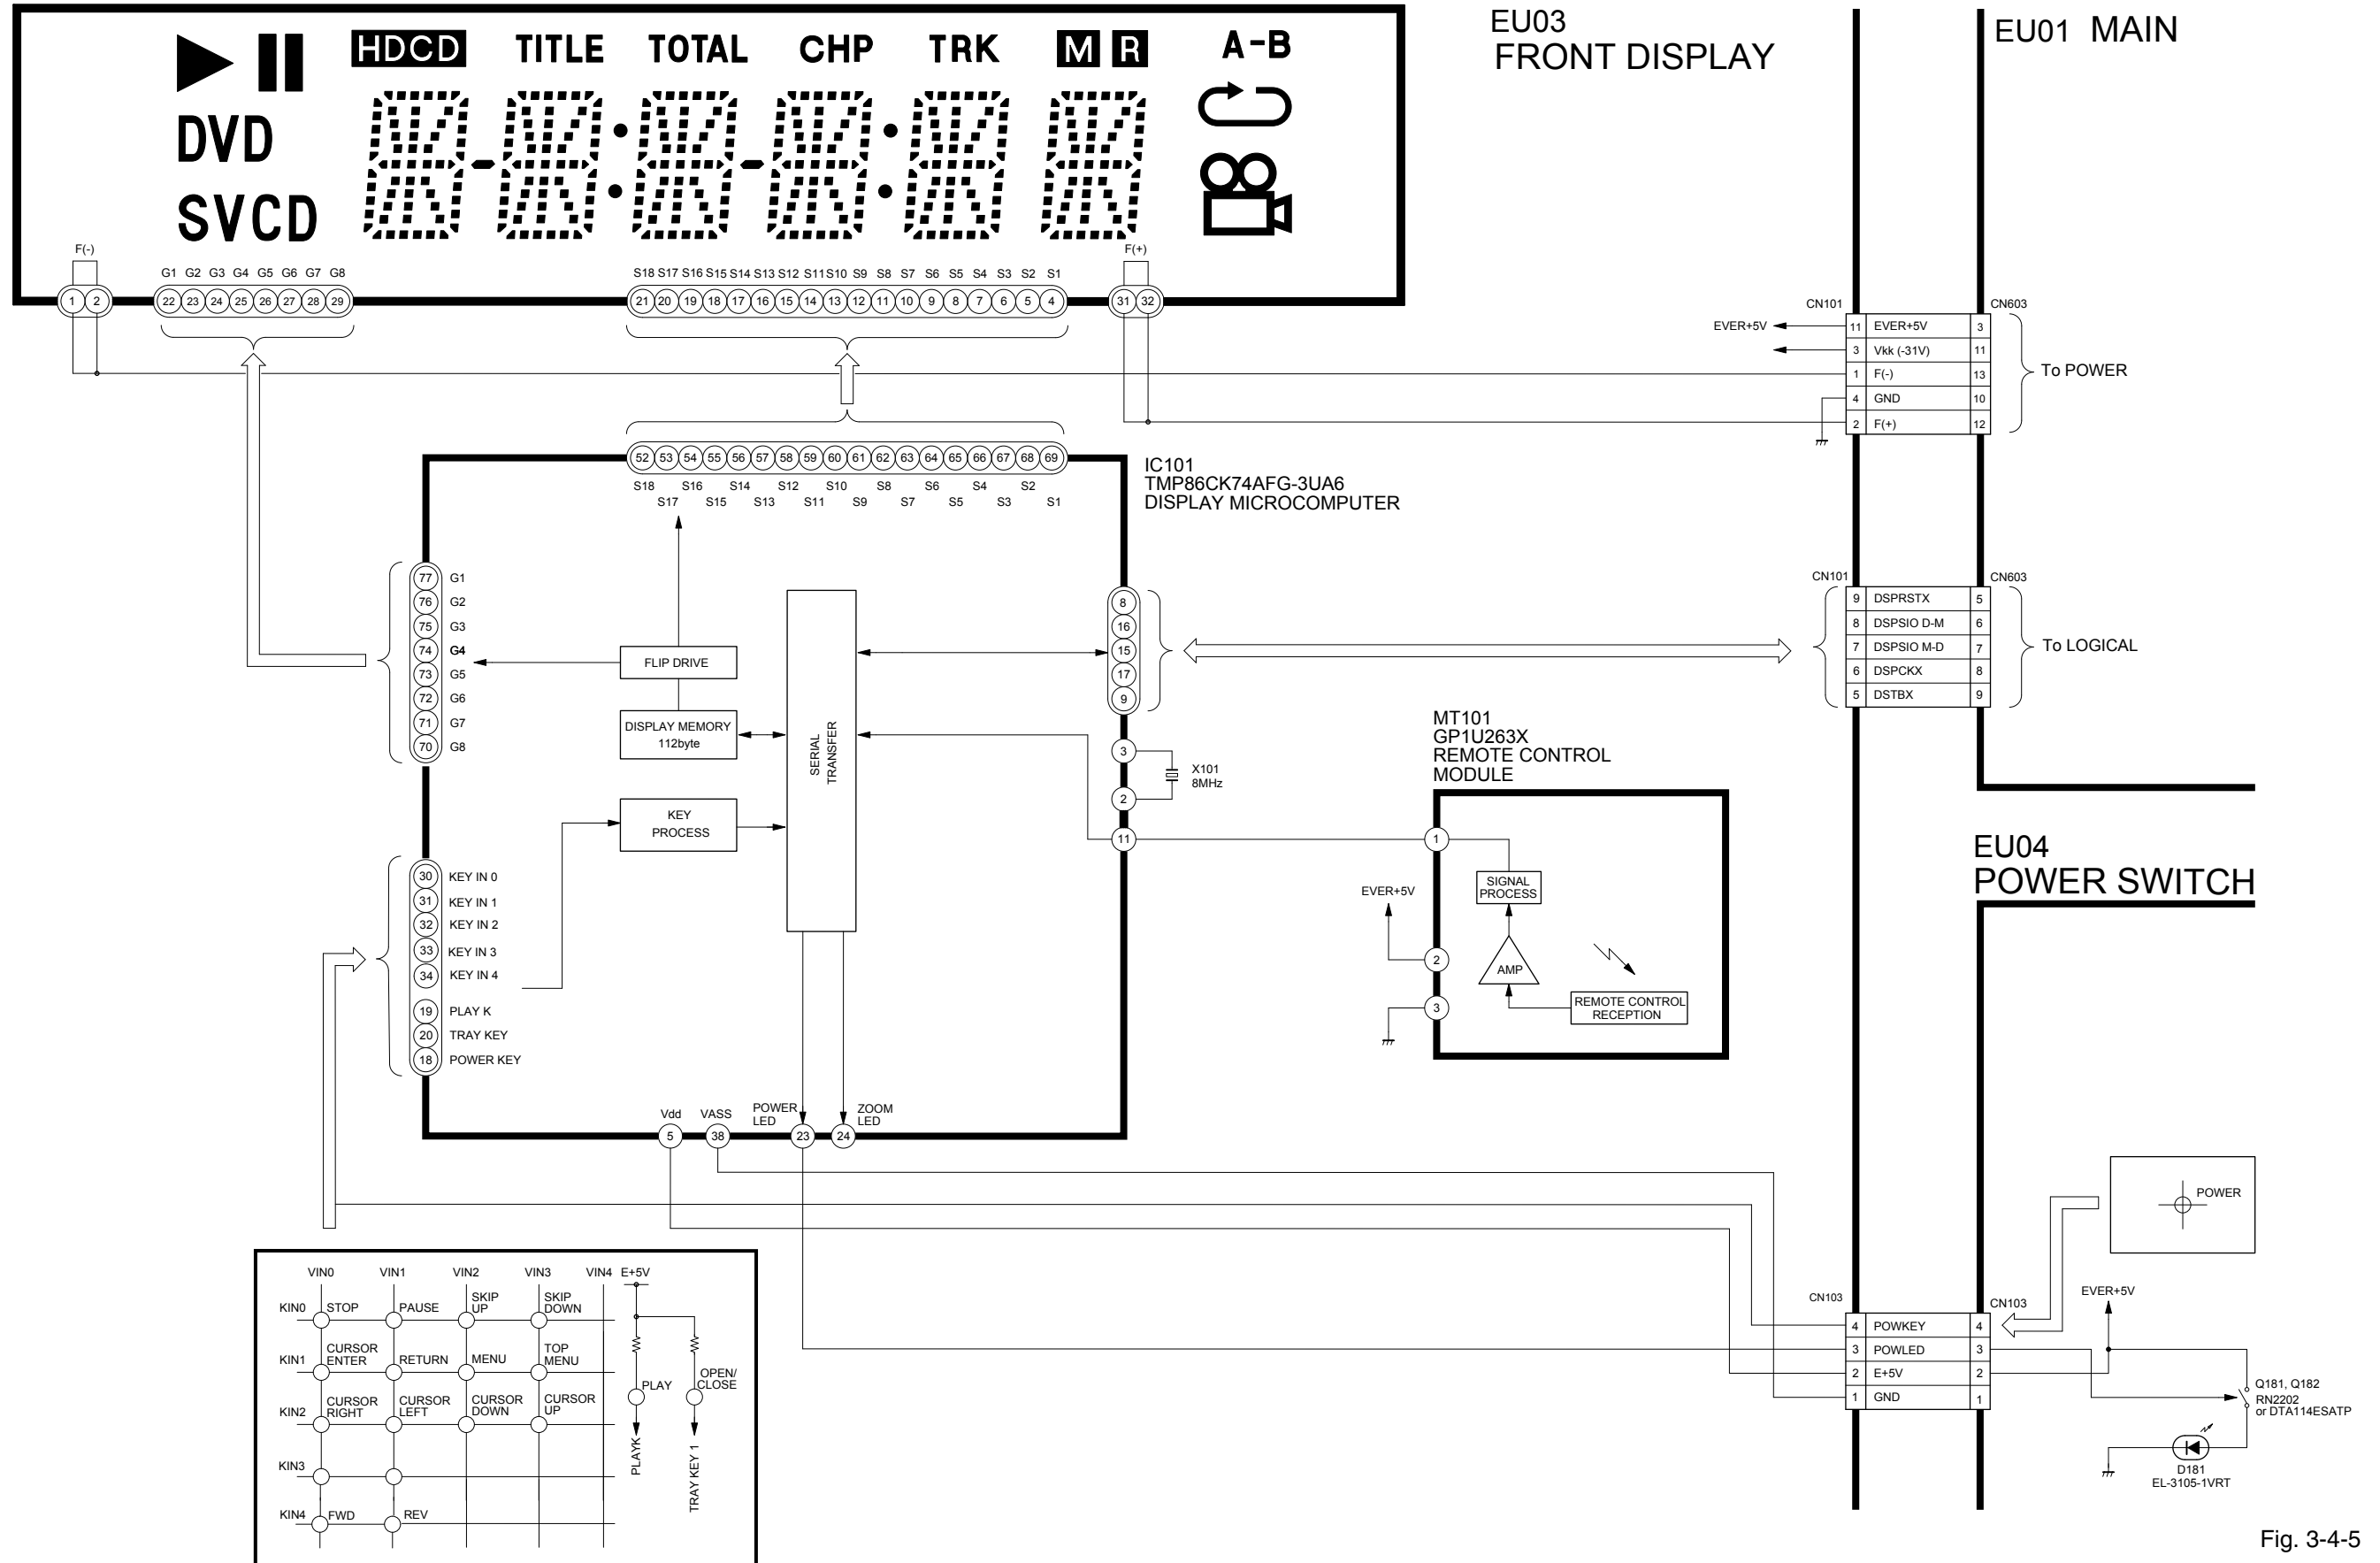 HDCD TITLE TOTAL CHP TRK M R A-B
DVD
SVCD
EU03
FRONT DISPLAY
EU01 MAIN
F(-)
F(+)
G1 G2 G3 G4 G5 G6 G7 G8
S18 S17 S16 S15 S14 S13 S12 S11 S10 S9 S8 S7 S6 S5 S4 S3 S2 S1
1 2
22 23 24 25 26 27 28 29
21 20 19 18 17 16 15 14 13 12 11 10 9 8 7 6 5 4
31 32
CN101 CN603
EVER+5V
11 EVER+5V 3
3 Vkk (-31V) 11
1 F(-) 13
4 GND 10
2 F(+) 12
To POWER
52 53 54 55 56 57 58 59 60 61 62 63 64 65 66 67 68 69
S18 S16 S14 S12 S10 S8 S6 S4 S2
S17 S15 S13 S11 S9 S7 S5 S3 S1
IC101
TMP86CK74AFG-3UA6
DISPLAY MICROCOMPUTER
77 G1
76 G2
75 G3
74 G4
73 G5
72 G6
71 G7
70 G8
FLIP DRIVE
DISPLAY MEMORY
112byte
SERIAL
TRANSFER
KEY
PROCESS
8
16
15
17
9
3
2
11
X101
8MHz
CN101 CN603
9 DSPRSTX 5
8 DSPSIO D-M 6
7 DSPSIO M-D 7
6 DSPCKX 8
5 DSTBX 9
To LOGICAL
MT101
GP1U263X
REMOTE CONTROL
MODULE
1
2
3
EVER+5V
SIGNAL
PROCESS
AMP
REMOTE CONTROL
RECEPTION
EU04
POWER SWITCH
30 KEY IN 0
31 KEY IN 1
32 KEY IN 2
33 KEY IN 3
34 KEY IN 4
19 PLAY K
20 TRAY KEY
18 POWER KEY
Vdd VASS
POWER
LED
ZOOM
LED
5 38 23 24
POWER
CN103 CN103
4 POWKEY 4
3 POWLED 3
2 E+5V 2
1 GND 1
EVER+5V
Q181, Q182
RN2202
or DTA114ESATP
D181
EL-3105-1VRT
VIN0 VIN1 VIN2 VIN3 VIN4 E+5V
KIN0 STOP PAUSE
SKIP
UP
SKIP
DOWN
KIN1
CURSOR
ENTER
RETURN MENU
TOP
MENU
KIN2
CURSOR
RIGHT
CURSOR
LEFT
CURSOR
DOWN
CURSOR
UP
KIN3
KIN4 FWD REV
PLAY
OPEN/
CLOSE
PLAYK
TRAY KEY 1
Fig. 3-4-5